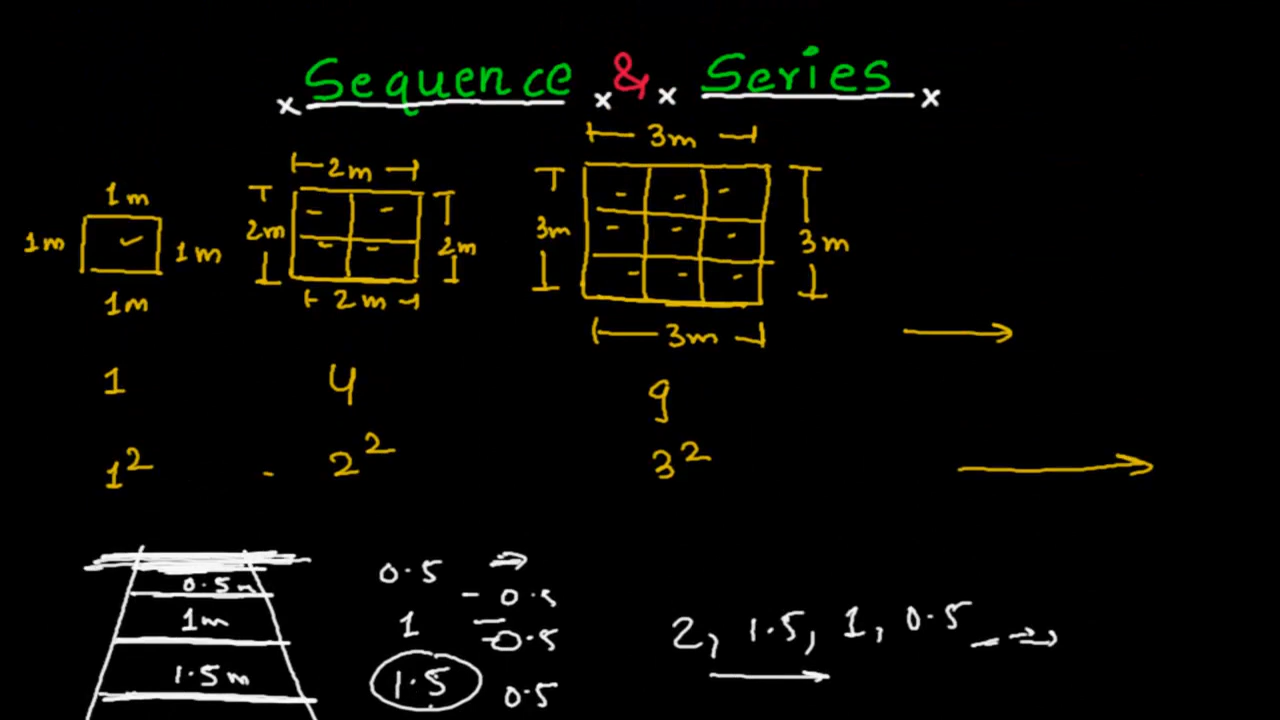 Sequence & Series
1m 2m 3m
1m 1m 2m 2m 3m 3m
1m 2m 3m
1 4 9
1² 2² 3²
0.5m 0.5
- 0.5
1m 1 - 0.5
2, 1.5, 1, 0.5
1.5m 1.5 0.5